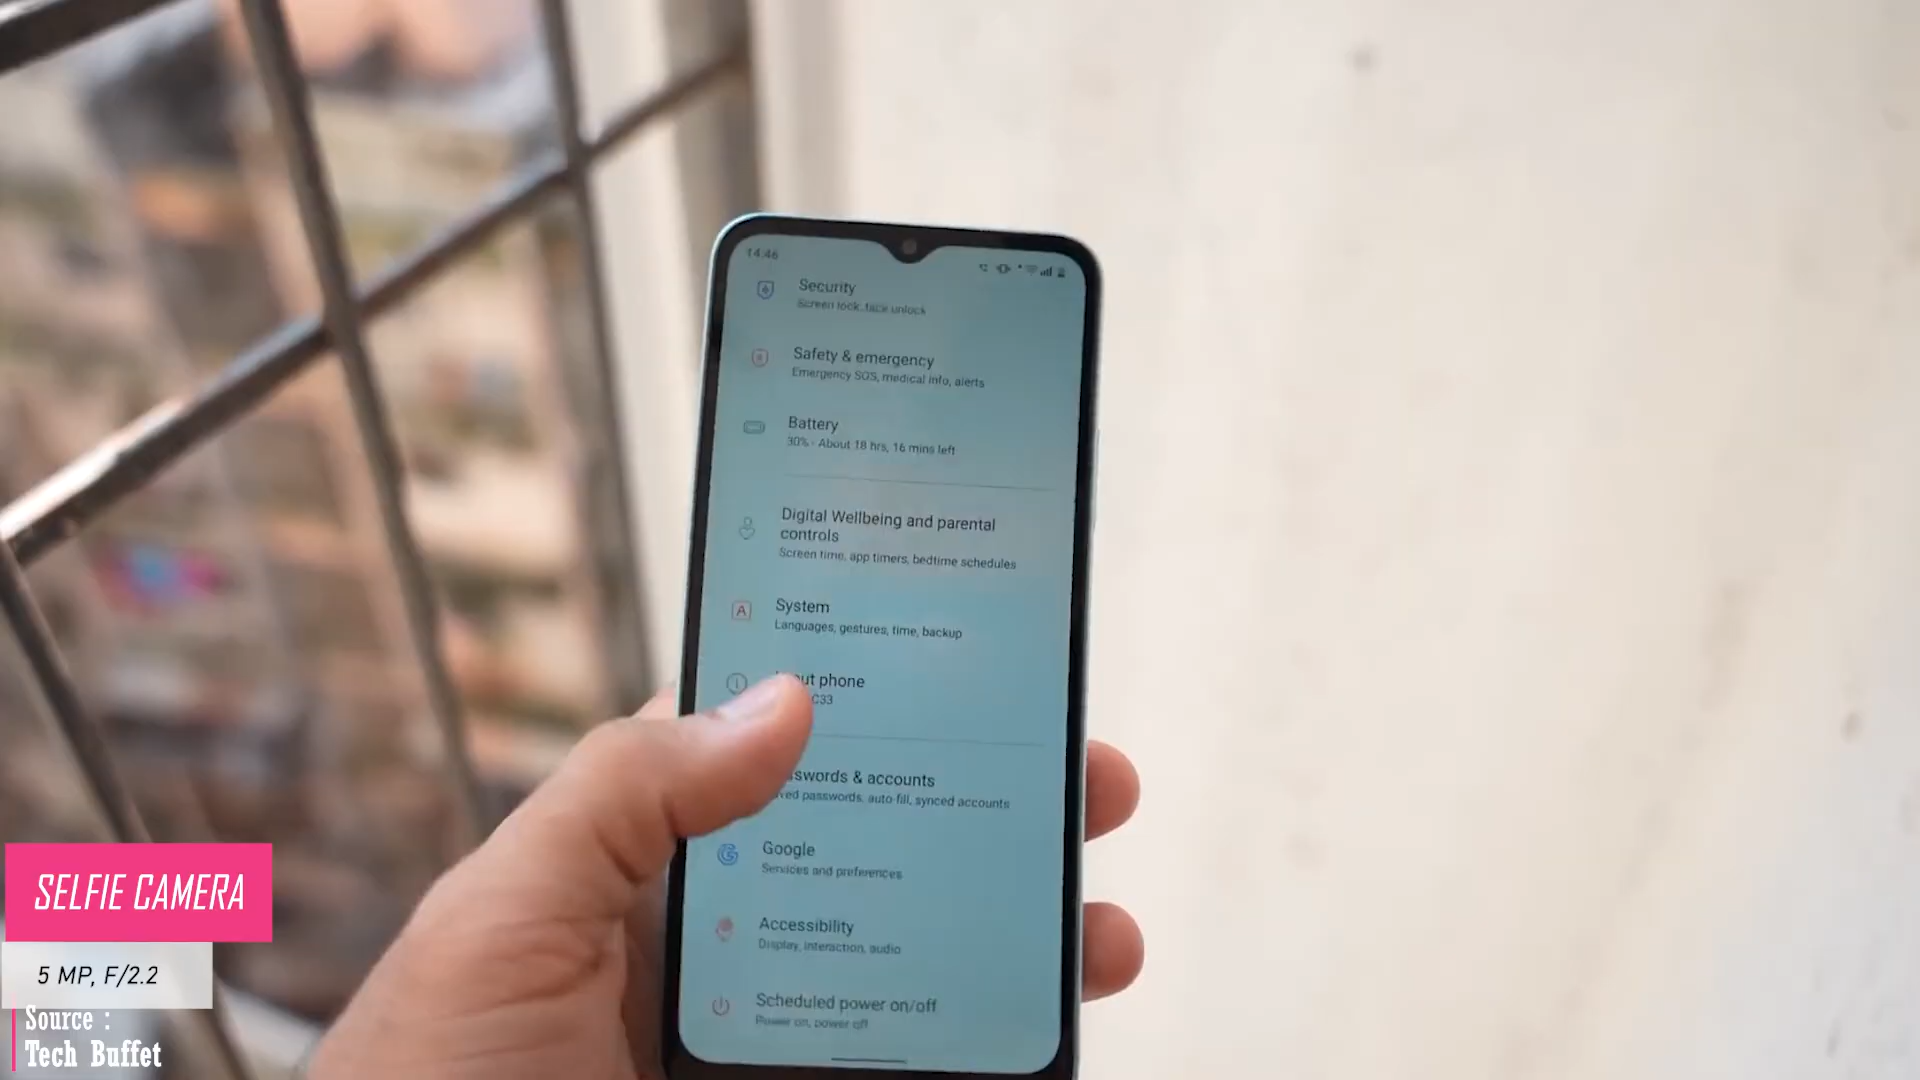 14:46
Security
Screen lock, face unlock
Safety & emergency
Emergency SOS, medical info, alerts
Battery
30% - About 18 hrs, 16 mins left
Digital Wellbeing and parental
controls
Screen time, app timers, bedtime schedules
System
Languages, gestures, time, backup
ut phone
C33
swords & accounts
ved passwords, auto-fill, synced accounts
Google
Services and preferences
Accessibility
Display, interaction, audio
Scheduled power on/off
Power on, power off
SELFIE CAMERA
5 MP, F/2.2
Source :
Tech Buffet